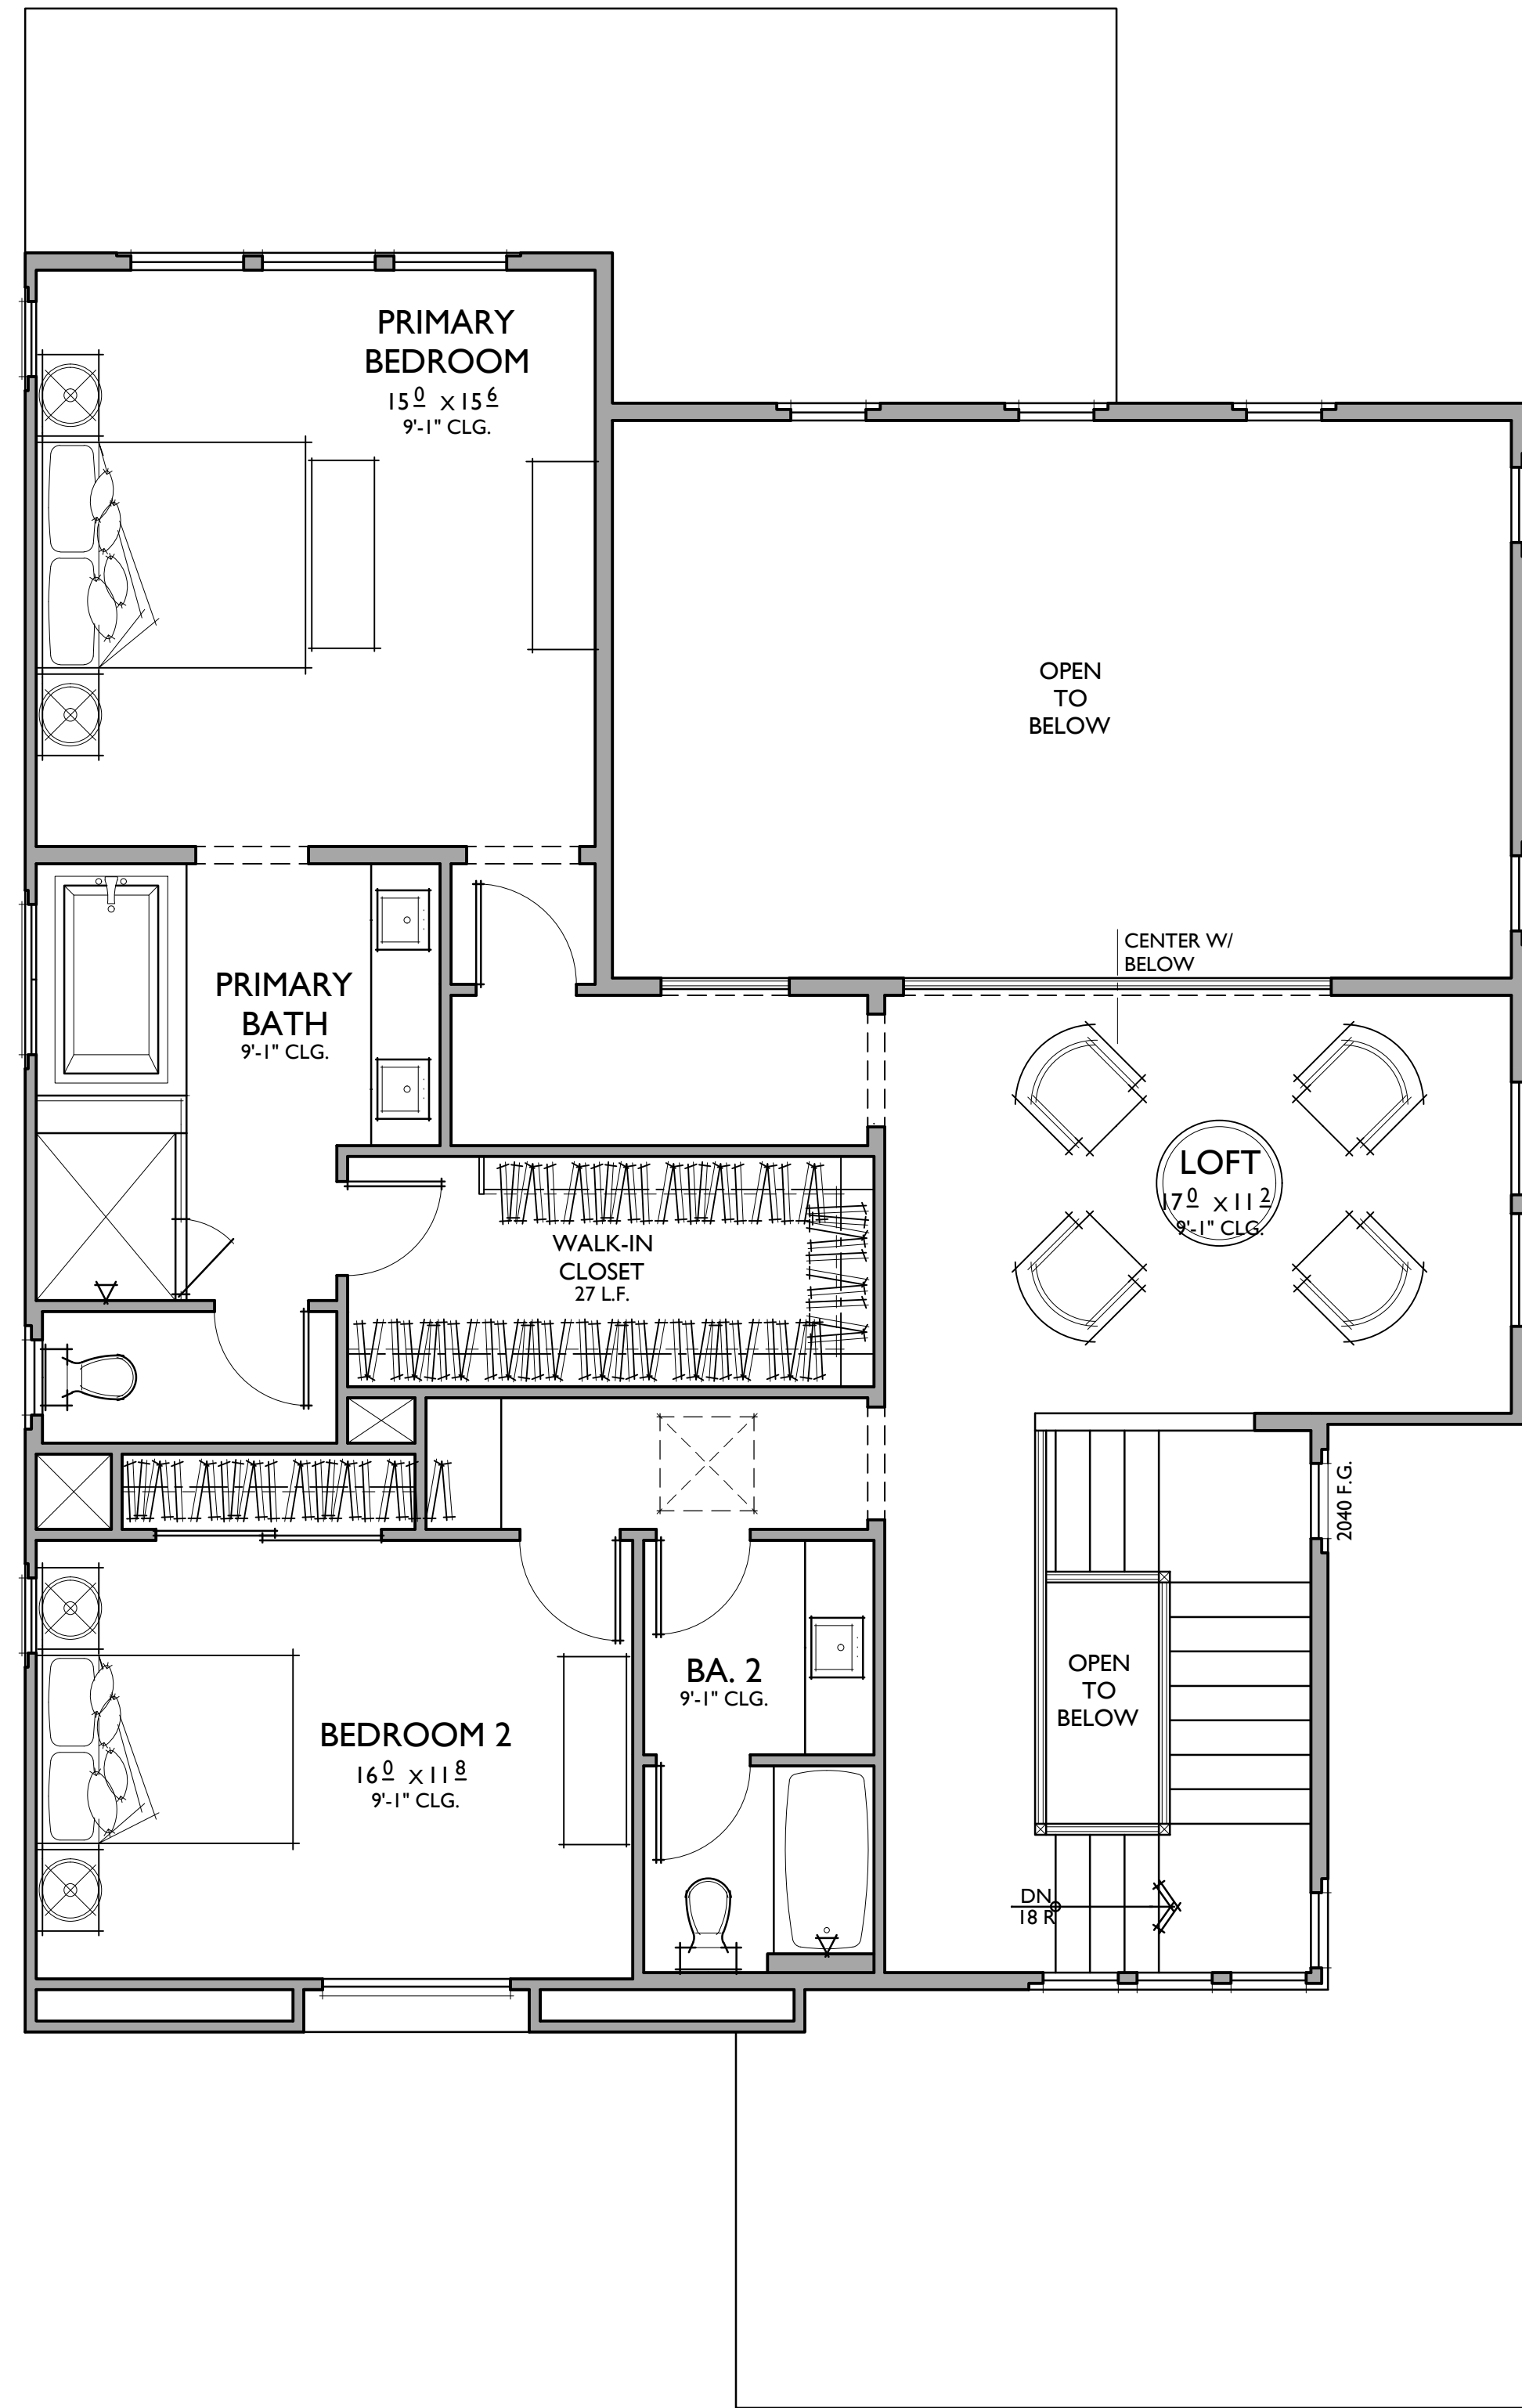 PRIMARY
BEDROOM
15 0 X 15 6
9'-1" CLG.
OPEN
TO
BELOW
CENTER W/
BELOW
PRIMARY
BATH
9'-1" CLG.
LOFT
17 0 X 11 2
9'-1" CLG.
WALK-IN
CLOSET
27 L.F.
2040 F.G.
OPEN
TO
BELOW
BA. 2
9'-1" CLG.
BEDROOM 2
16 0 X 11 8
9'-1" CLG.
DN
18 R